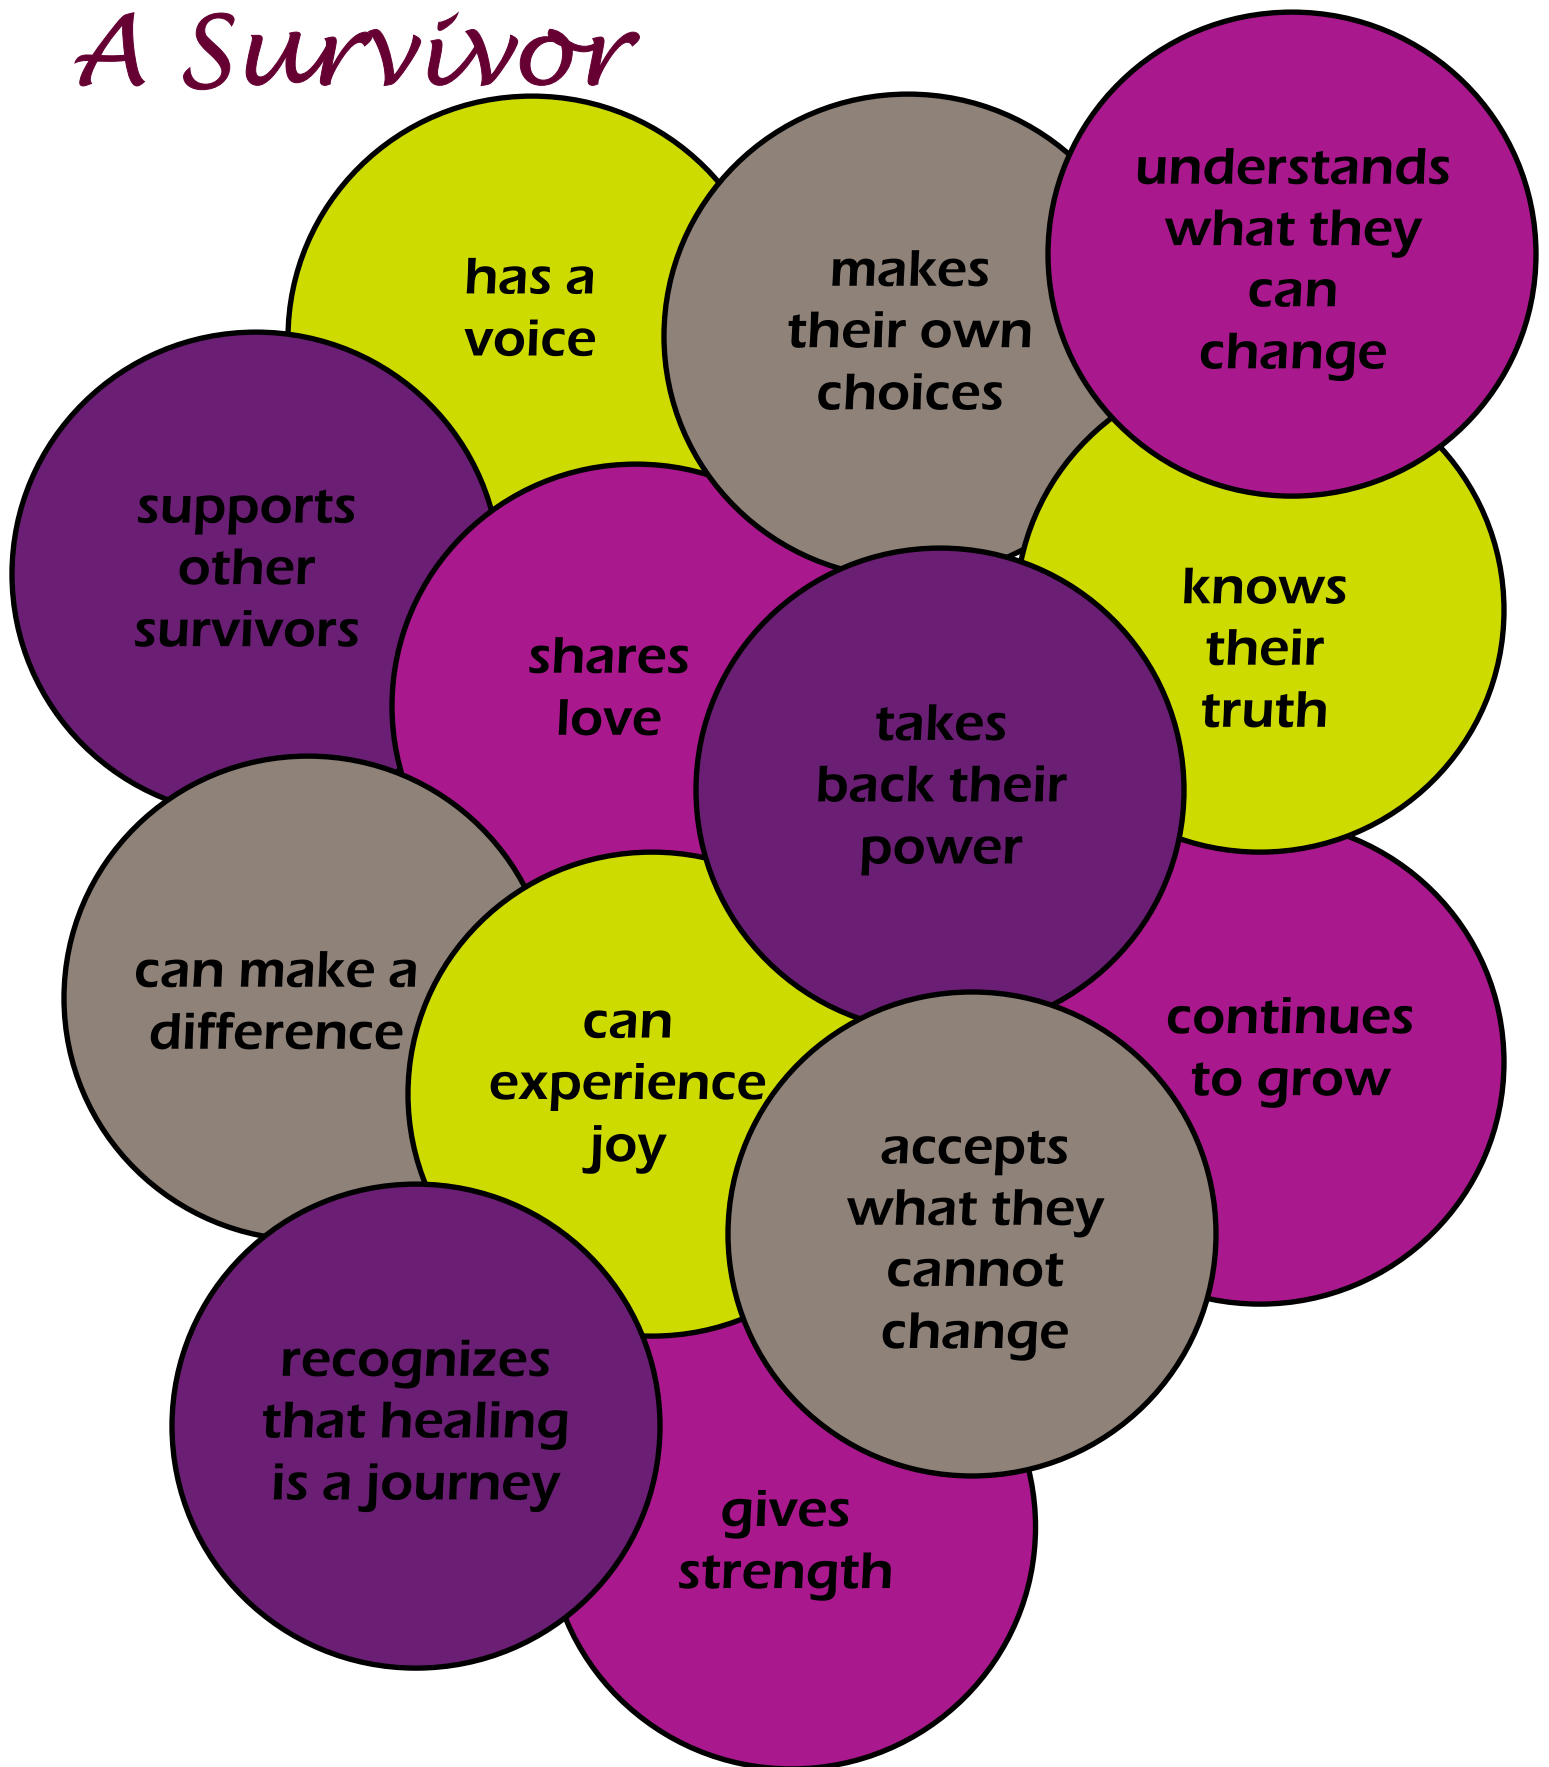 A Survivor
has a
voice
makes
their own
choices
understands
what they
can
change
supports
other
survivors
shares
love
takes
back their
power
knows
their
truth
can make a
difference
can
experience
joy
accepts
what they
cannot
change
continues
to grow
recognizes
that healing
is a journey
gives
strength